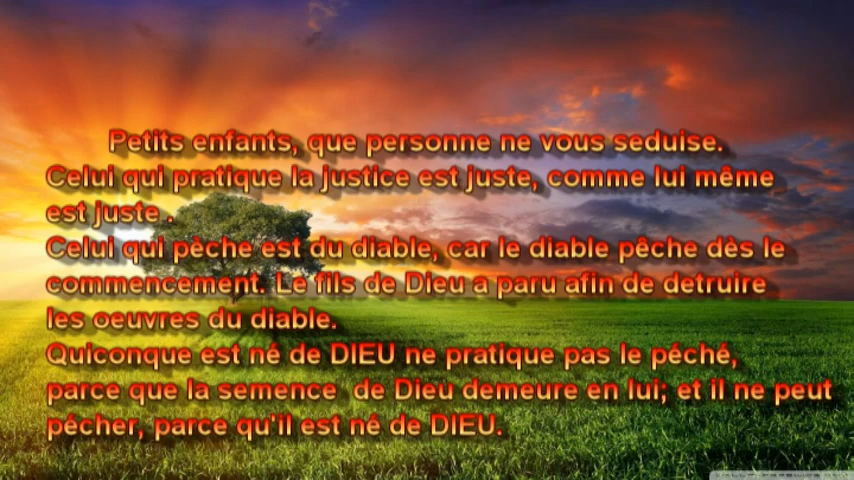 Petits enfants, que personne ne vous seduise.
Celui qui pratique la justice est juste, comme lui même
est juste .
Celui qui pèche est du diable, car le diable pêche dès le
commencement. Le fils de Dieu a paru afin de detruire
les oeuvres du diable.
Quiconque est né de DIEU ne pratique pas le péché,
parce que la semence  de Dieu demeure en lui; et il ne peut
pécher, parce qu'il est né de DIEU.